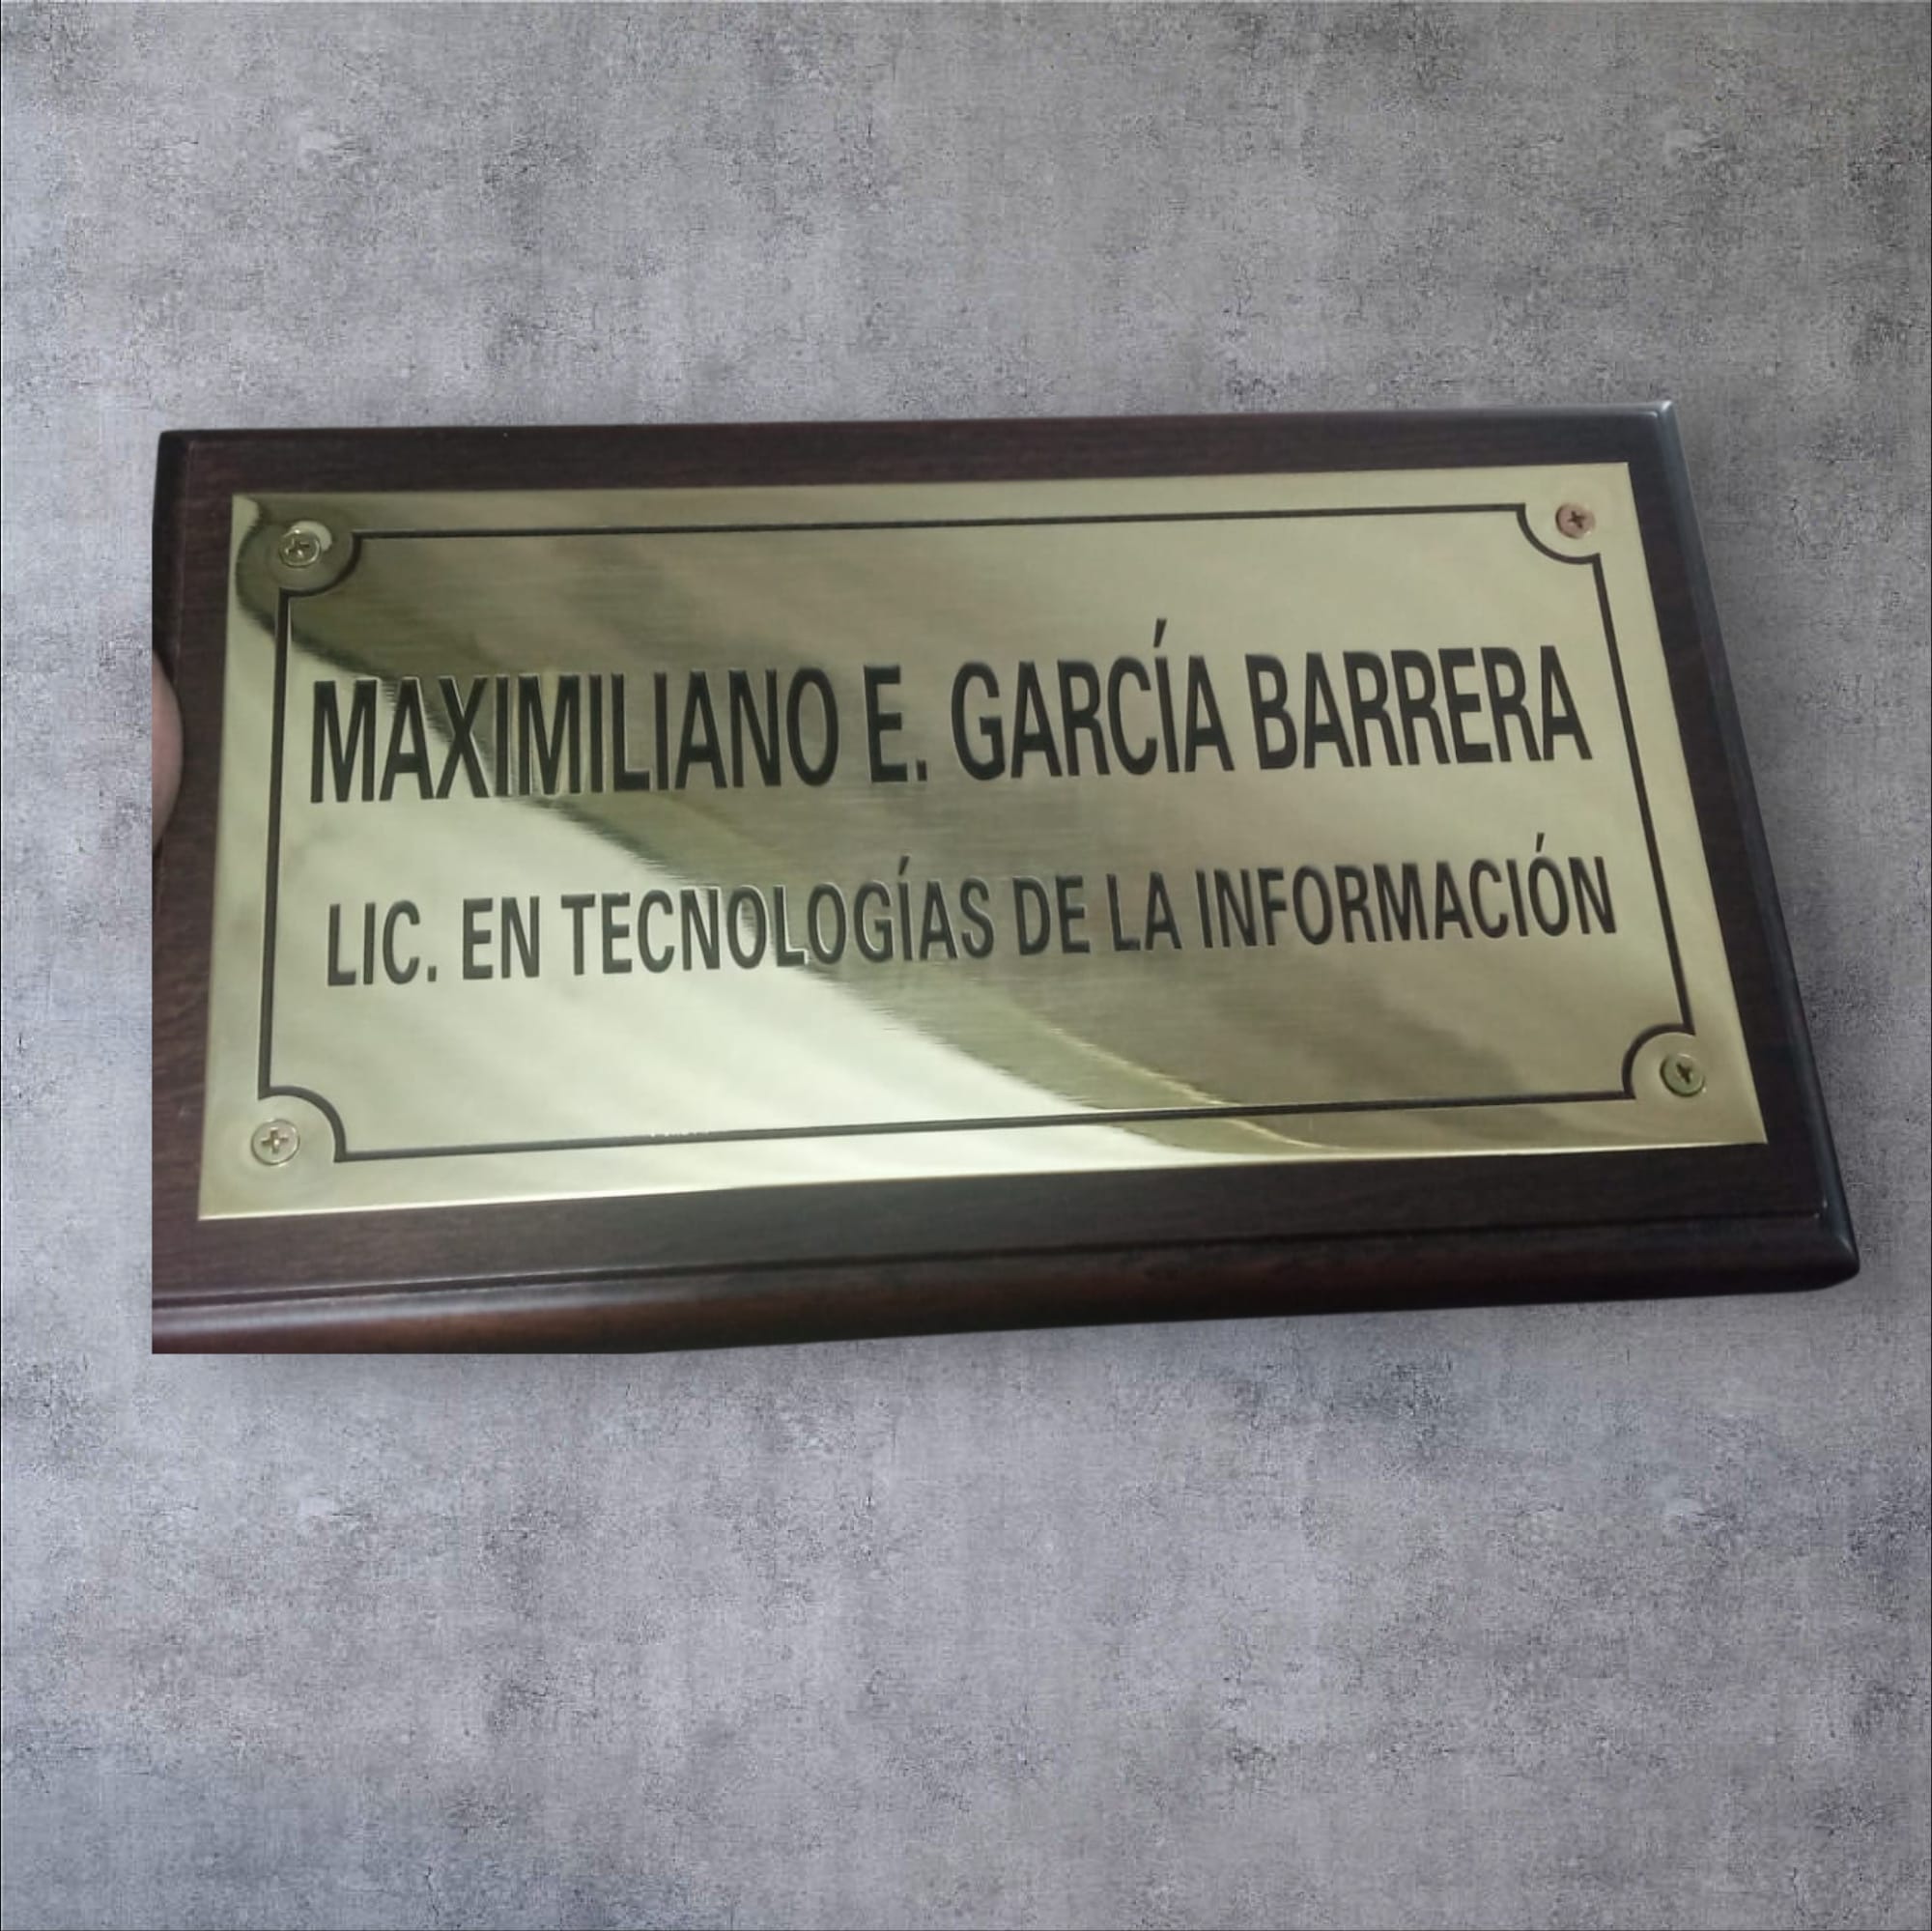 MAXIMILIANO E. GARCÍA BARRERA
LIC. EN TECNOLOGÍAS DE LA INFORMACIÓN